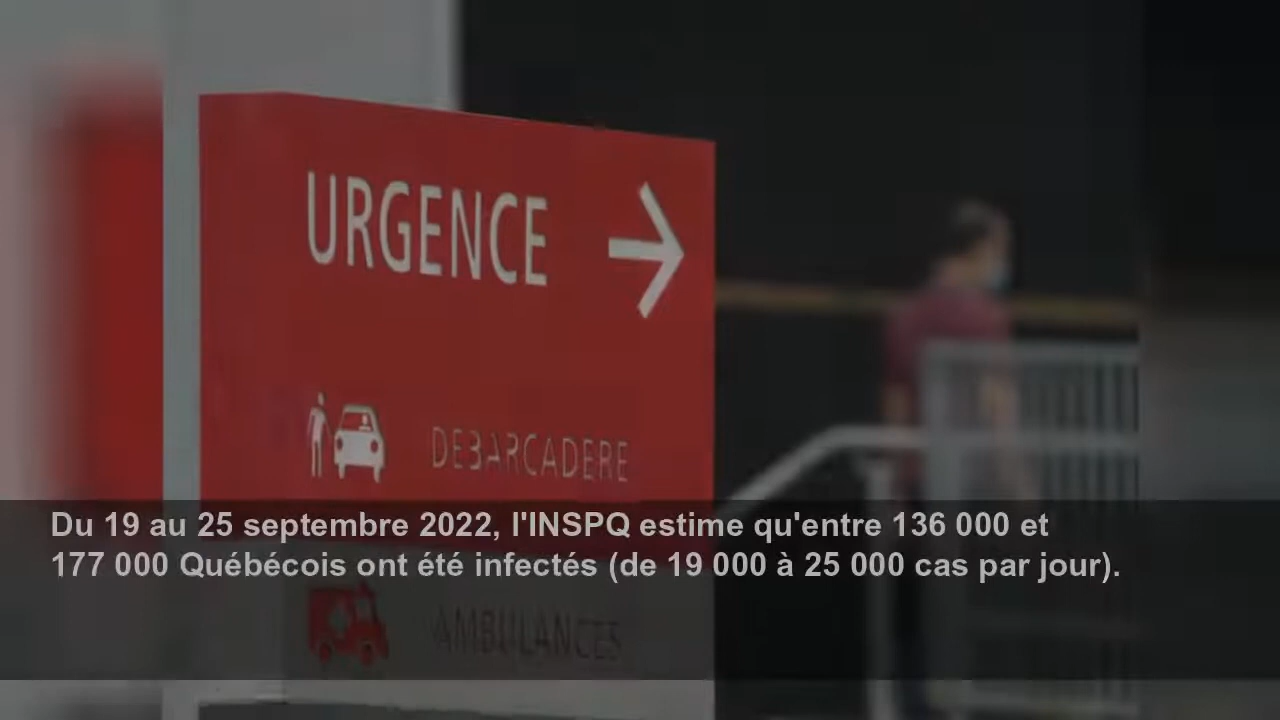 URGENCE
DEBARCADERE
Du 19 au 25 septembre 2022, l'INSPQ estime qu'entre 136 000 et
177 000 Québécois ont été infectés (de 19 000 à 25 000 cas par jour).
AMBULANCES